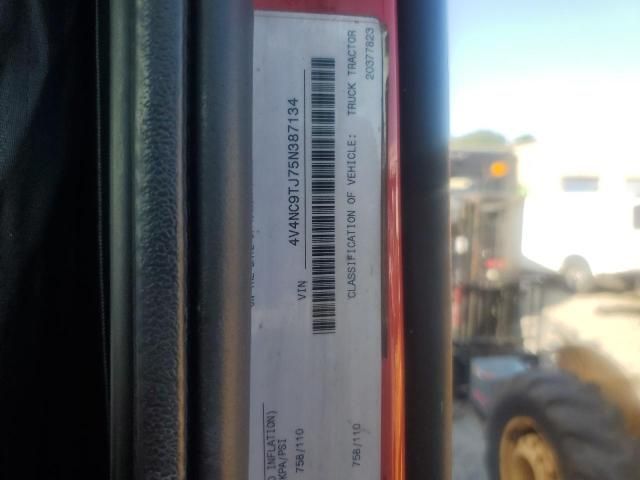 4V4NC9TJ75N387134
VIN
CLASSIFICATION OF VEHICLE: TRUCK TRACTOR
20377823
INFLATION)
KPA/PSI
758/110
758/110